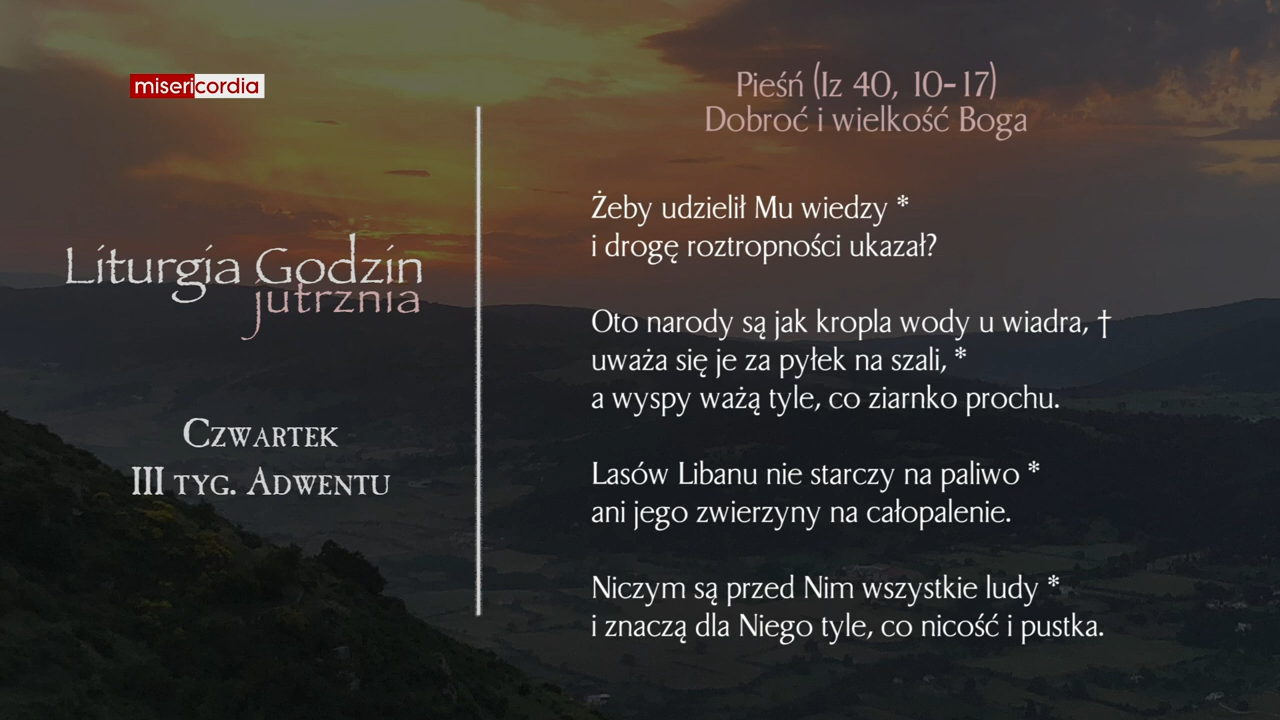 misericordia
Liturgia Godzin
jutrznia
Czwartek
III tyg. Adwentu
Pieśń (Iz 40, 10-17)
Dobroć i wielkość Boga
Żeby udzielił Mu wiedzy *
i drogę roztropności ukazał?
Oto narody są jak kropla wody u wiadra, †
uważa się je za pyłek na szali, *
a wyspy ważą tyle, co ziarnko prochu.
Lasów Libanu nie starczy na paliwo *
ani jego zwierzyny na całopalenie.
Niczym są przed Nim wszystkie ludy *
i znaczą dla Niego tyle, co nicość i pustka.